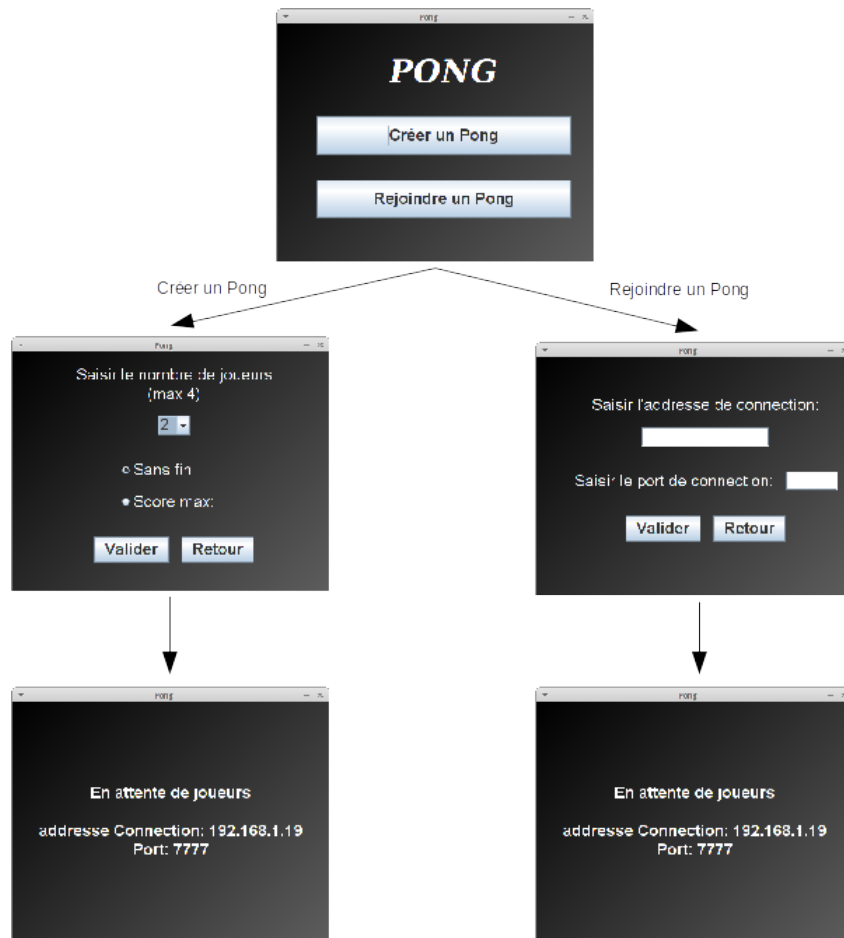 Pong
PONG
Créer un Pong
Rejoindre un Pong
Créer un Pong
Rejoindre un Pong
Pong
Saisir le nombre de joueurs
(max 4)
2
Sans fin
Score max:
Valider Retour
Pong
Saisir l'addresse de connection:
Saisir le port de connection:
Valider Retour
Pong
En attente de joueurs
addresse Connection: 192.168.1.19
Port: 7777
Pong
En attente de joueurs
addresse Connection: 192.168.1.19
Port: 7777